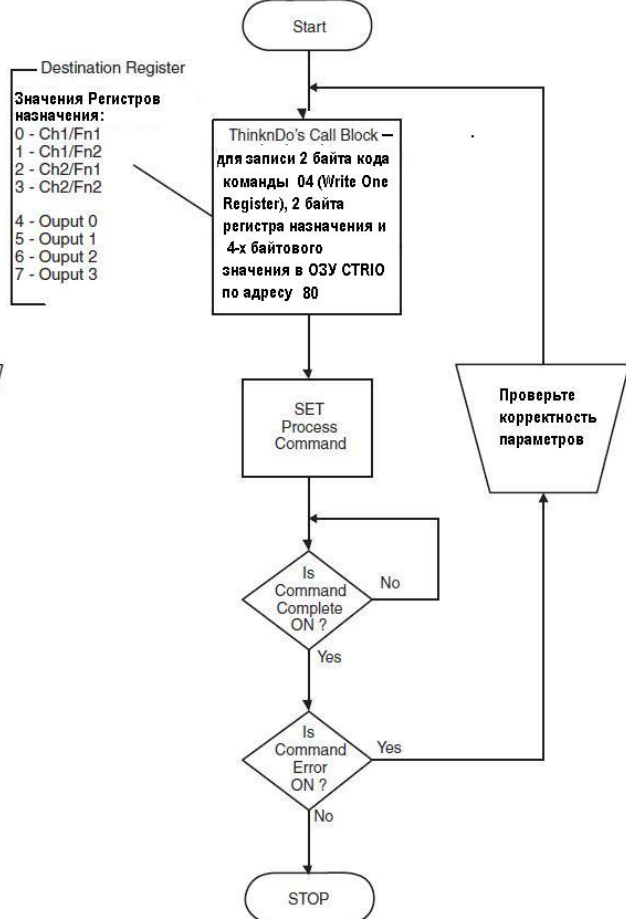 Start
Destination Register
Значения Регистров
назначения:
0 - Ch1/Fn1
1 - Ch1/Fn2
2 - Ch2/Fn1
3 - Ch2/Fn2
4 - Ouput 0
5 - Ouput 1
6 - Ouput 2
7 - Ouput 3
ThinknDo's Call Block –
для записи 2 байта кода
команды 04 (Write One
Register), 2 байта
регистра назначения и
4-х байтового
значения в ОЗУ CTRIO
по адресу 80
SET
Process
Command
Проверьте
корректность
параметров
Is
Command
Complete
ON ?
No
Yes
Is
Command
Error
ON ?
Yes
No
STOP